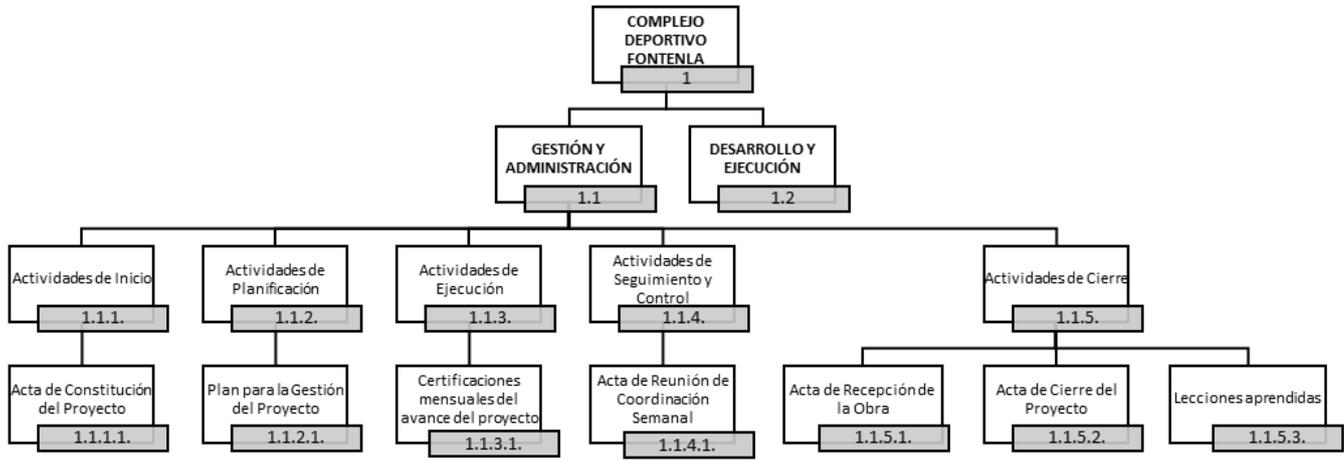 COMPLEJO
DEPORTIVO
FONTENLA
1
GESTIÓN Y
ADMINISTRACIÓN
1.1
DESARROLLO Y
EJECUCIÓN
1.2
Actividades de Inicio
1.1.1.
Actividades de
Planificación
1.1.2.
Actividades de
Ejecución
1.1.3.
Actividades de
Seguimiento y
Control
1.1.4.
Actividades de Cierre
1.1.5.
Acta de Constitución
del Proyecto
1.1.1.1.
Plan para la Gestión
del Proyecto
1.1.2.1.
Certificaciones
mensuales del
avance del proyecto
1.1.3.1.
Acta de Reunión de
Coordinación
Semanal
1.1.4.1.
Acta de Recepción de
la Obra
1.1.5.1.
Acta de Cierre del
Proyecto
1.1.5.2.
Lecciones aprendidas
1.1.5.3.